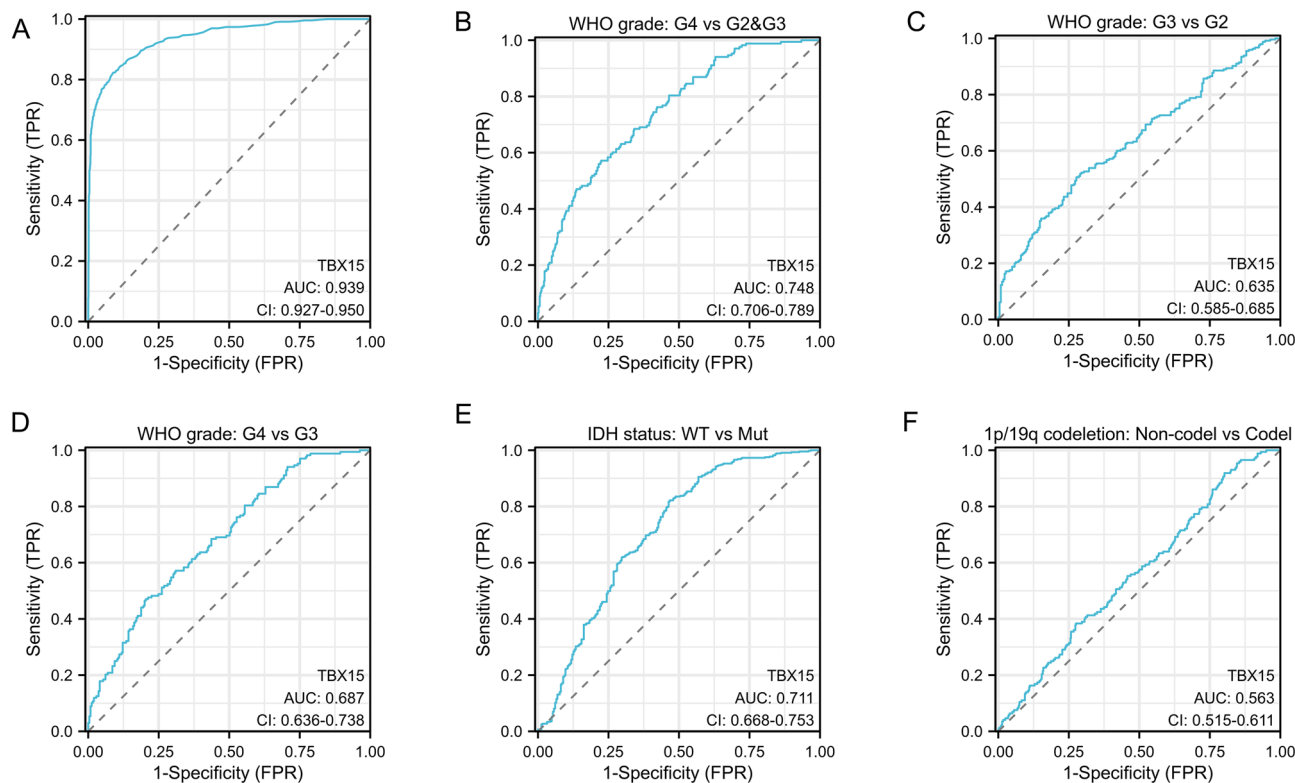 A
1.0
0.8
0.6
0.4
0.2
0.0
Sensitivity (TPR)
TBX15
AUC: 0.939
CI: 0.927-0.950
0.00 0.25 0.50 0.75 1.00
1-Specificity (FPR)
B
WHO grade: G4 vs G2&G3
1.0
0.8
0.6
0.4
0.2
0.0
Sensitivity (TPR)
TBX15
AUC: 0.748
CI: 0.706-0.789
0.00 0.25 0.50 0.75 1.00
1-Specificity (FPR)
C
WHO grade: G3 vs G2
1.0
0.8
0.6
0.4
0.2
0.0
Sensitivity (TPR)
TBX15
AUC: 0.635
CI: 0.585-0.685
0.00 0.25 0.50 0.75 1.00
1-Specificity (FPR)
D
WHO grade: G4 vs G3
1.0
0.8
0.6
0.4
0.2
0.0
Sensitivity (TPR)
TBX15
AUC: 0.687
CI: 0.636-0.738
0.00 0.25 0.50 0.75 1.00
1-Specificity (FPR)
E
IDH status: WT vs Mut
1.0
0.8
0.6
0.4
0.2
0.0
Sensitivity (TPR)
TBX15
AUC: 0.711
CI: 0.668-0.753
0.00 0.25 0.50 0.75 1.00
1-Specificity (FPR)
F
1p/19q codeletion: Non-codel vs Codel
1.0
0.8
0.6
0.4
0.2
0.0
Sensitivity (TPR)
TBX15
AUC: 0.563
CI: 0.515-0.611
0.00 0.25 0.50 0.75 1.00
1-Specificity (FPR)